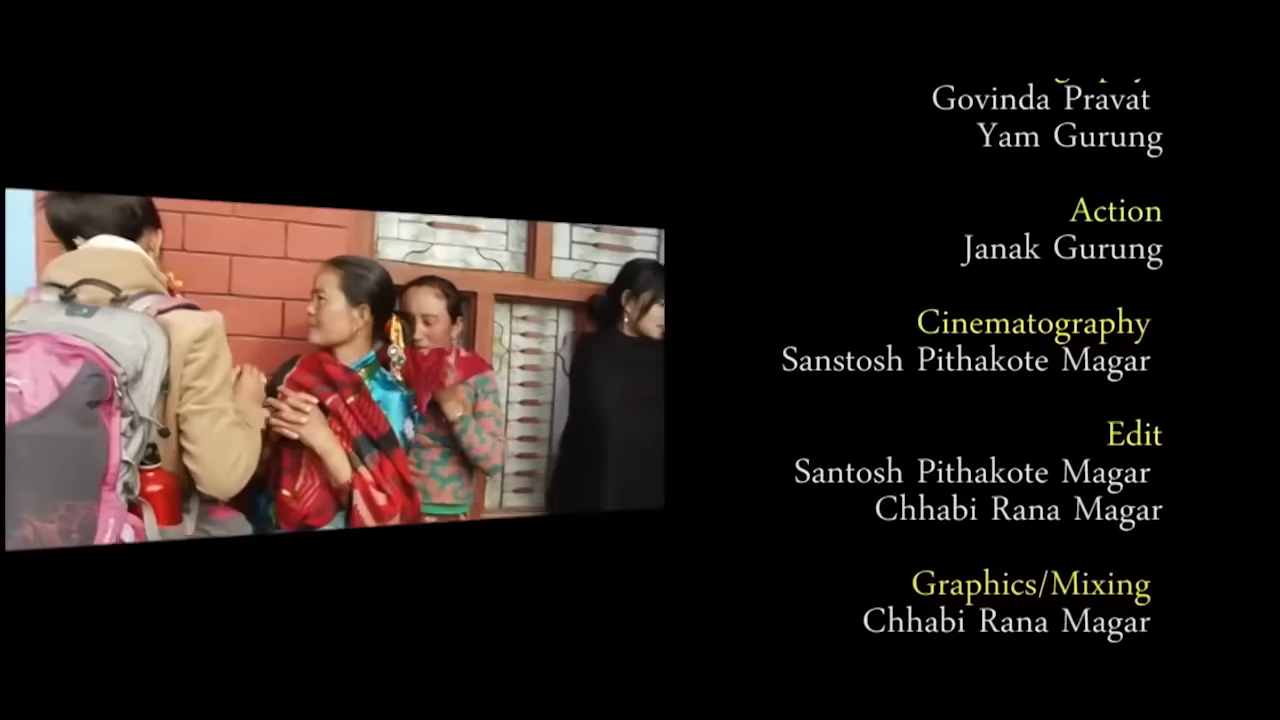 Govinda Pravat
Yam Gurung
Action
Janak Gurung
Cinematography
Sanstosh Pithakote Magar
Edit
Santosh Pithakote Magar
Chhabi Rana Magar
Graphics/Mixing
Chhabi Rana Magar